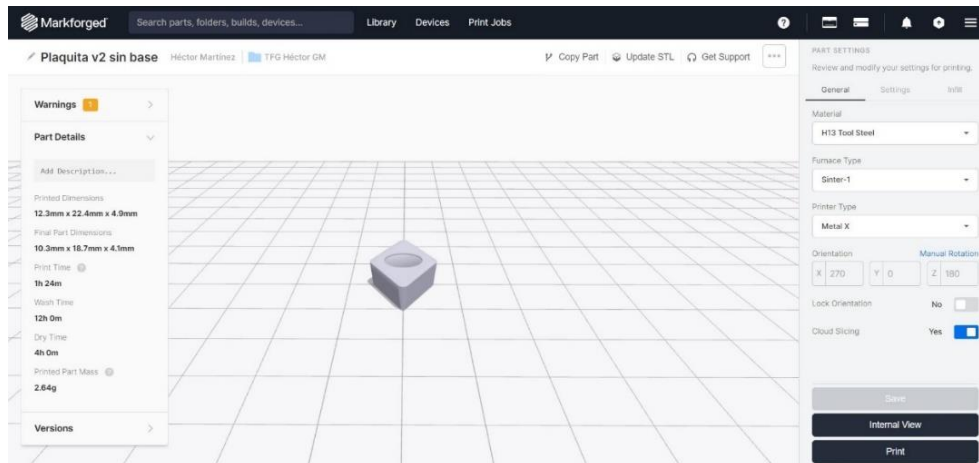 Markforged
Search parts, folders, builds, devices...
Library
Devices
Print Jobs
Plaquita v2 sin base
Héctor Martínez
TFG Héctor GM
Copy Part
Update STL
Get Support
Warnings 1
Part Details
Add Description...
Printed Dimensions
12.3mm x 22.4mm x 4.9mm
Final Part Dimensions
10.3mm x 18.7mm x 4.1mm
Print Time
1h 24m
Wash Time
12h 0m
Dry Time
4h 0m
Printed Part Mass
2.64g
Versions
PART SETTINGS
Review and modify your settings for printing.
General Settings Infill
Material
H13 Tool Steel
Furnace Type
Sinter-1
Printer Type
Metal X
Orientation Manual Rotation
X 270 Y 0 Z 180
Lock Orientation No
Cloud Slicing Yes
Save
Internal View
Print